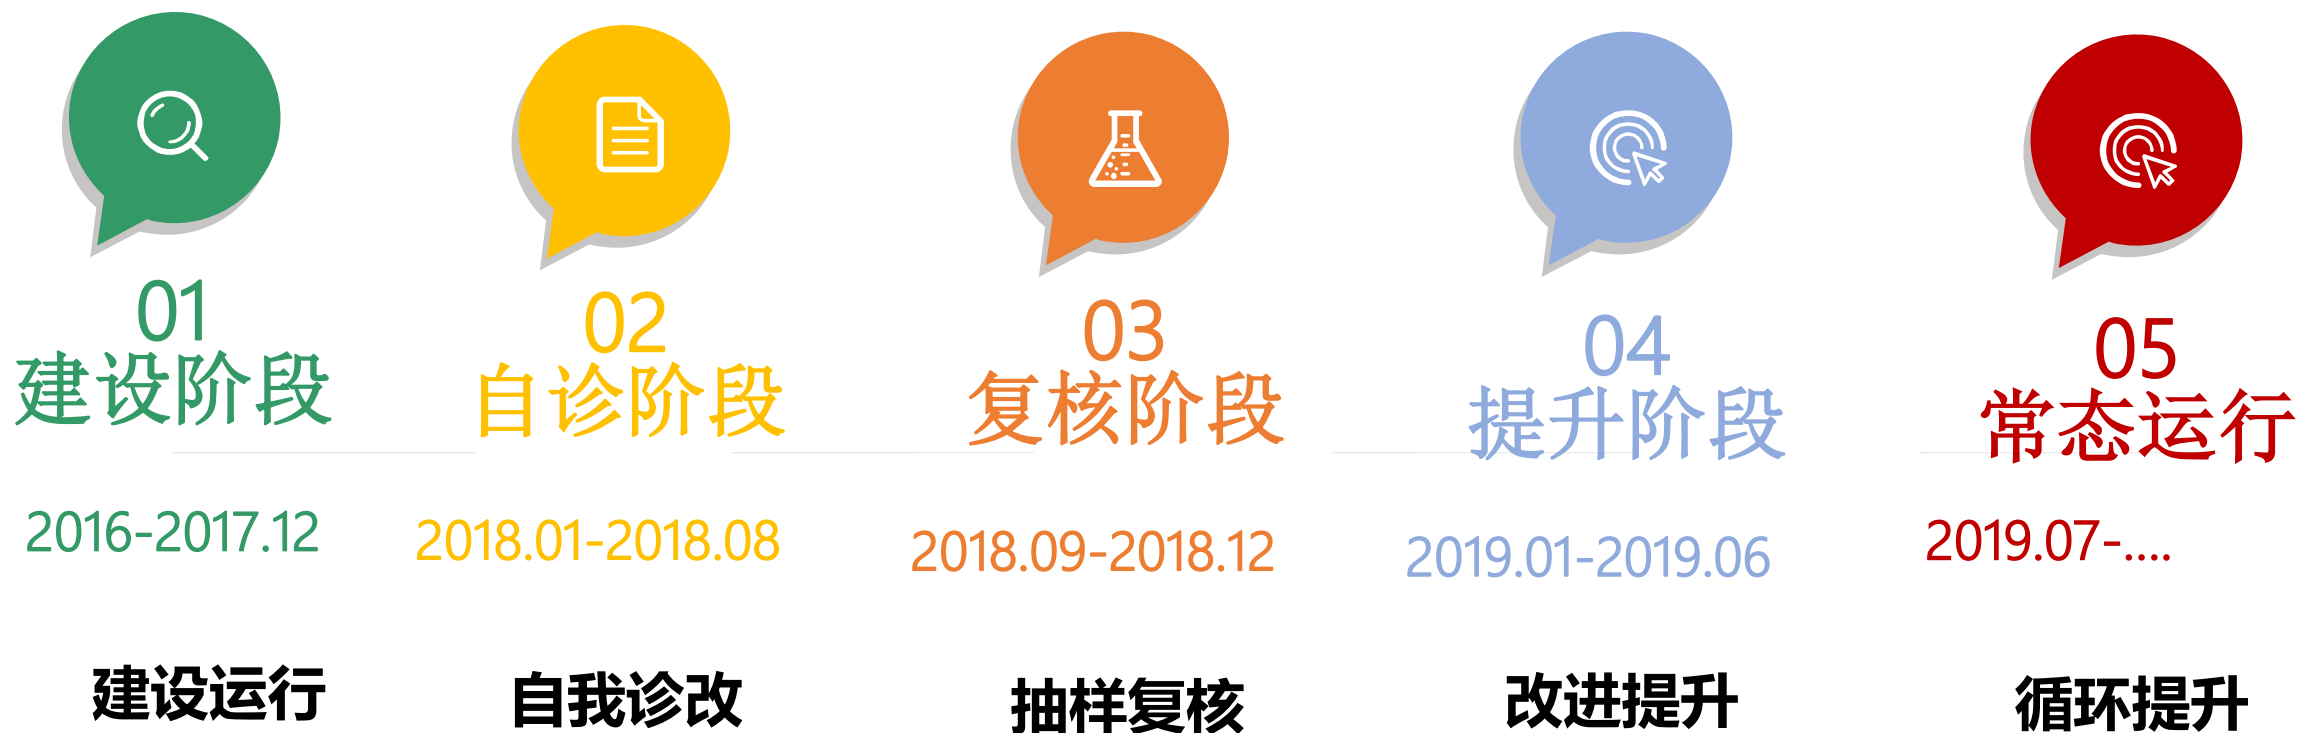 01
建设阶段
2016-2017.12
建设运行
02
自诊阶段
2018.01-2018.08
自我诊改
03
复核阶段
2018.09-2018.12
抽样复核
04
提升阶段
2019.01-2019.06
改进提升
05
常态运行
2019.07-....
循环提升